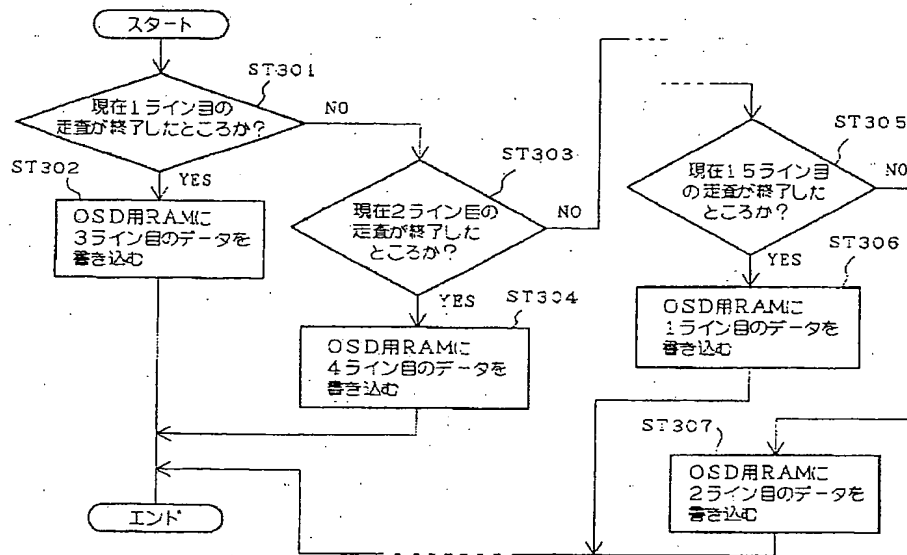 スタート
ST301
現在1ライン目の
走査が終了したところか?
NO
YES
ST302
OSD用RAMに
3ライン目のデータを
書き込む
ST303
現在2ライン目の
走査が終了した
ところか?
NO
YES
ST304
OSD用RAMに
4ライン目のデータを
書き込む
ST305
現在15ライン目
の走査が終了した
ところか?
NO
YES
ST306
OSD用RAMに
1ライン目のデータを
書き込む
ST307
OSD用RAMに
2ライン目のデータを
書き込む
エンド